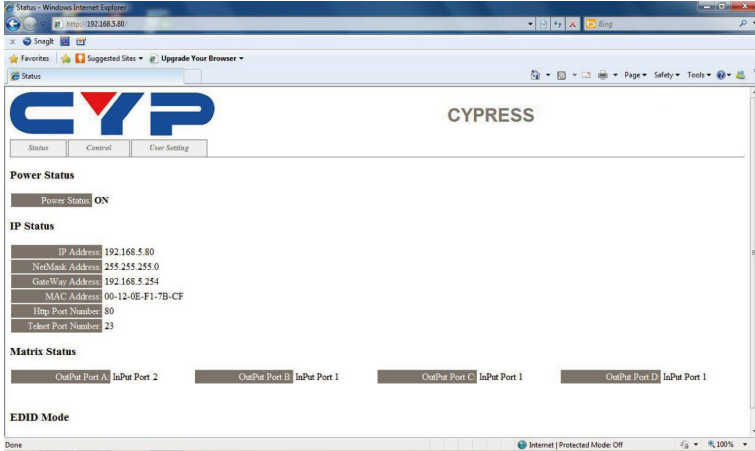 Status - Windows Internet Explorer
http://192.168.5.80/
Bing
x SnagIt
Favorites Suggested Sites Upgrade Your Browser
Status Page Safety Tools
CYP CYPRESS
Status Control User Setting
Power Status
Power Status: ON
IP Status
IP Address: 192.168.5.80
NetMask Address: 255.255.255.0
GateWay Address: 192.168.5.254
MAC Address: 00-12-0E-F1-7B-CF
Http Port Number: 80
Telnet Port Number: 23
Matrix Status
OutPut Port A: InPut Port 2 OutPut Port B: InPut Port 1 OutPut Port C: InPut Port 1 OutPut Port D: InPut Port 1
EDID Mode
Done Internet | Protected Mode: Off 100%